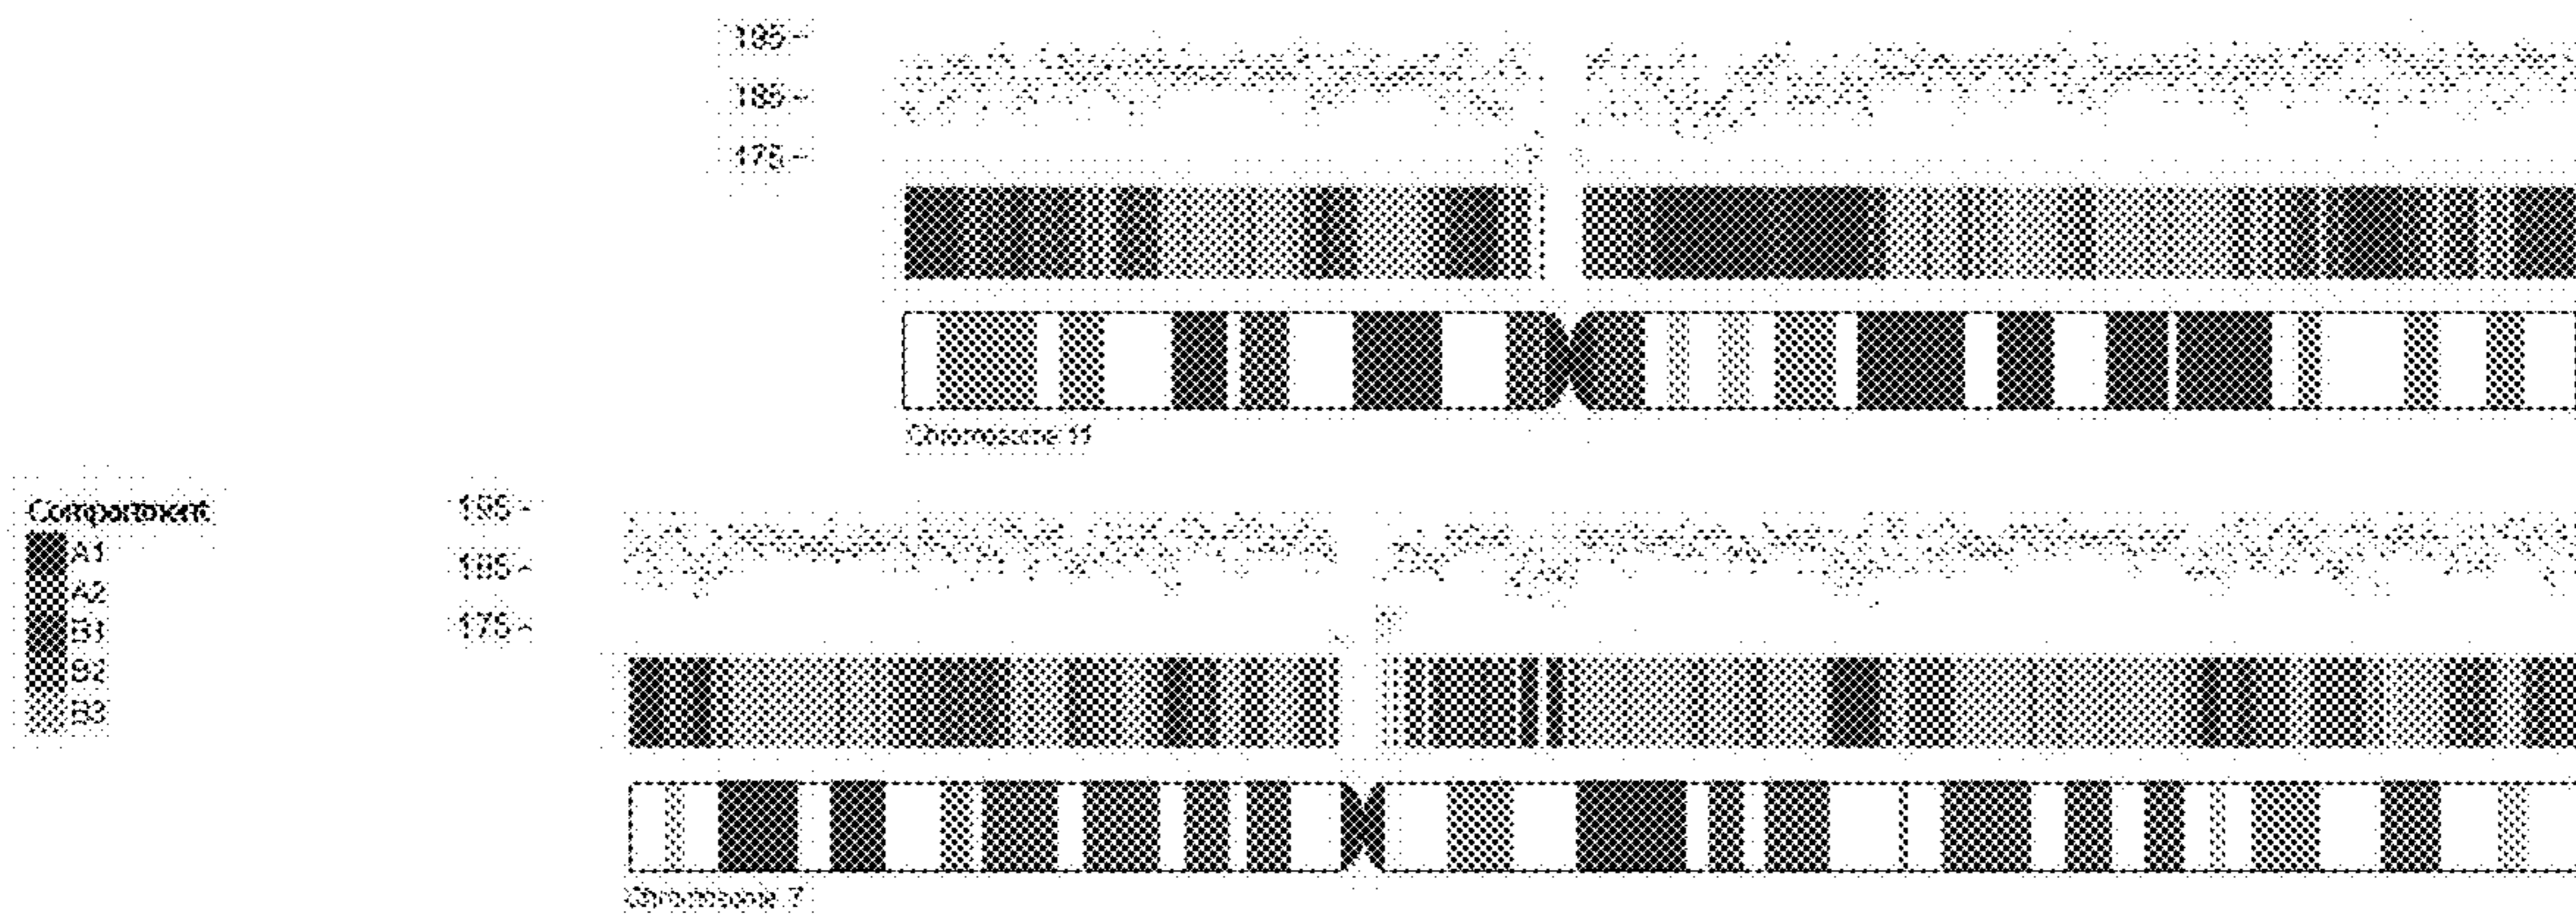 195
185
175
Chromosome 11
Compartment
A1
A2
B1
B2
B3
195
185
175
Chromosome 7